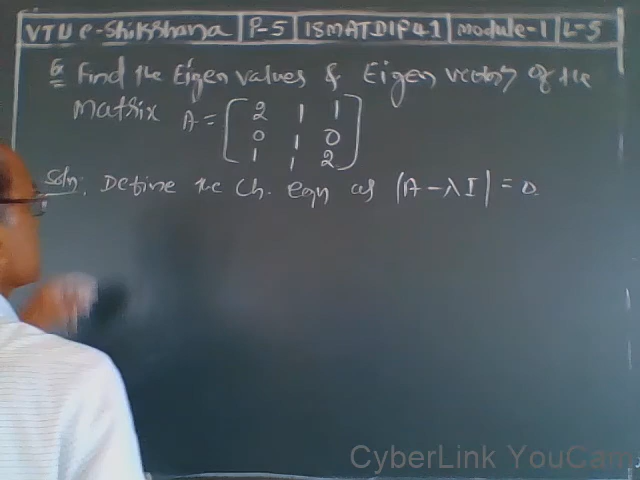 VTU e-Shikshana P-5 18MATDIP41 Module-1 L-5
Q Find the Eigen values & Eigen vectors of the
Matrix A = [ 2 1 1
0 1 0
1 1 2 ]
Soln: Define the Ch. eqn as |A - λI| = 0.
CyberLink YouCam